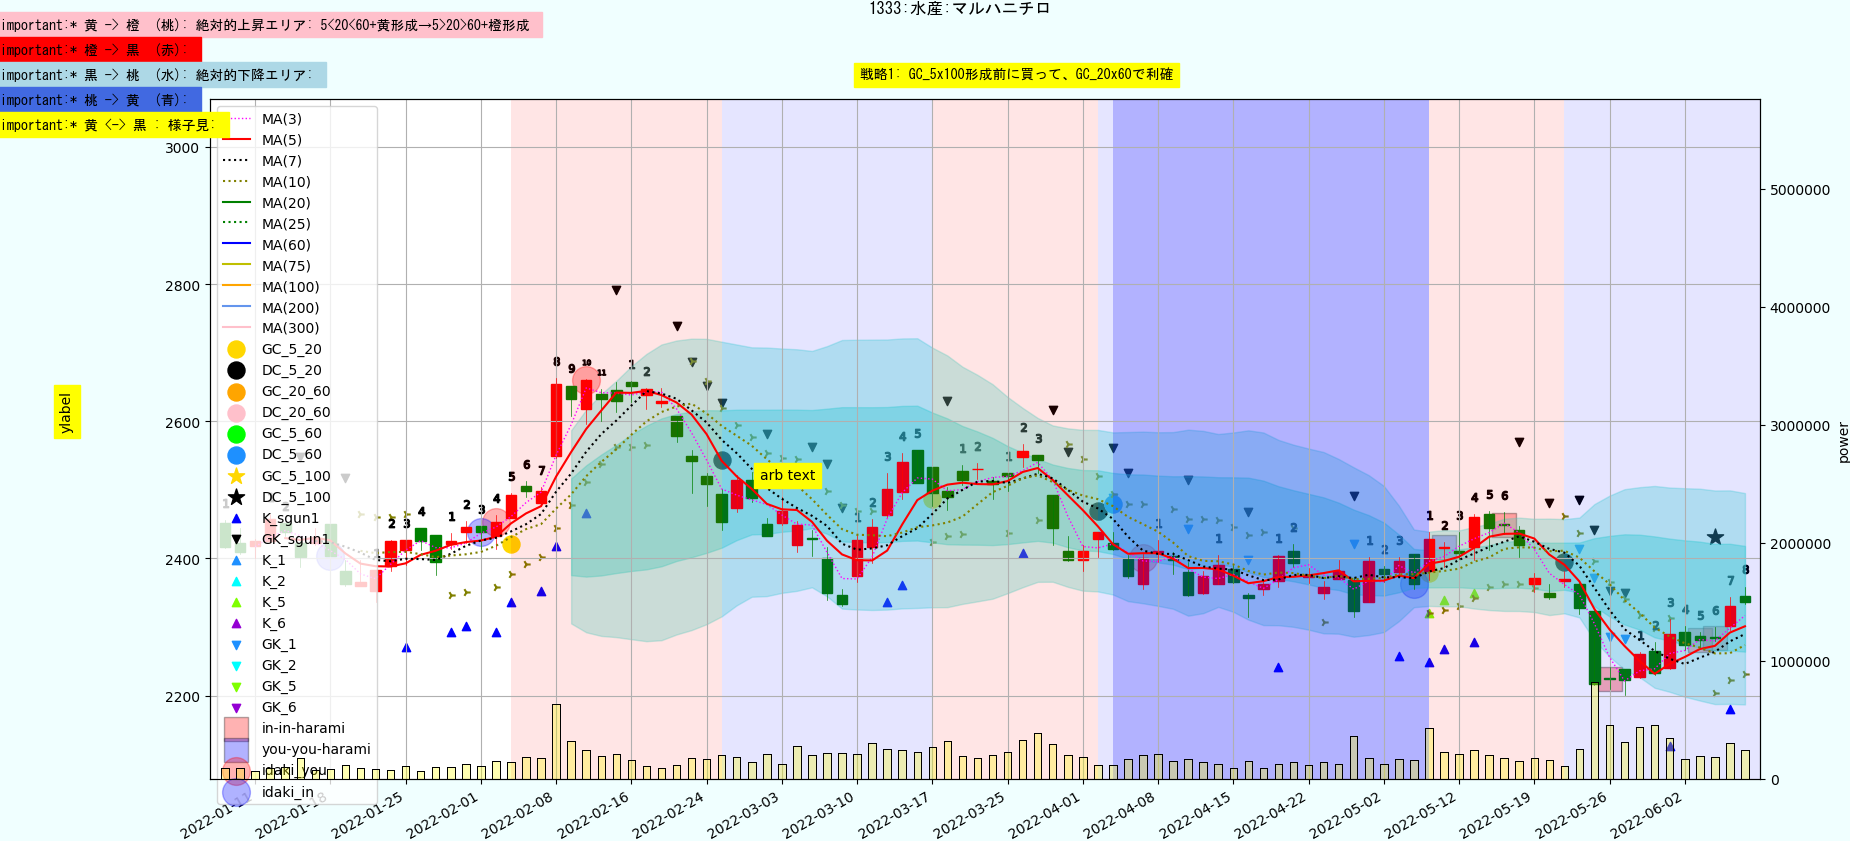 1333:水産:マルハニチロ
important:* 黄 -> 橙 (桃): 絶対的上昇エリア: 5<20<60+黄形成→5>20>60+橙形成
important:* 橙 -> 黒 (赤):
important:* 黒 -> 桃 (水): 絶対的下降エリア:
戦略1: GC_5x100形成前に買って、GC_20x60で利確
important:* 桃 -> 黄 (青):
important:* 黄 <-> 黒 : 様子見:
MA(3)
MA(5)
MA(7)
MA(10)
MA(20)
MA(25)
MA(60)
MA(75)
MA(100)
MA(200)
MA(300)
GC_5_20
DC_5_20
GC_20_60
DC_20_60
GC_5_60
DC_5_60
GC_5_100
DC_5_100
K_sgun1
GK_sgun1
K_1
K_2
K_5
K_6
GK_1
GK_2
GK_5
GK_6
in-in-harami
you-you-harami
idaki_you
idaki_in
3000
2800
2600
2400
2200
ylabel
arb text
5000000
4000000
3000000
2000000
1000000
0
power
2022-01-11
2022-01-18
2022-01-25
2022-02-01
2022-02-08
2022-02-16
2022-02-24
2022-03-03
2022-03-10
2022-03-17
2022-03-25
2022-04-01
2022-04-08
2022-04-15
2022-04-22
2022-05-02
2022-05-12
2022-05-19
2022-05-26
2022-06-02